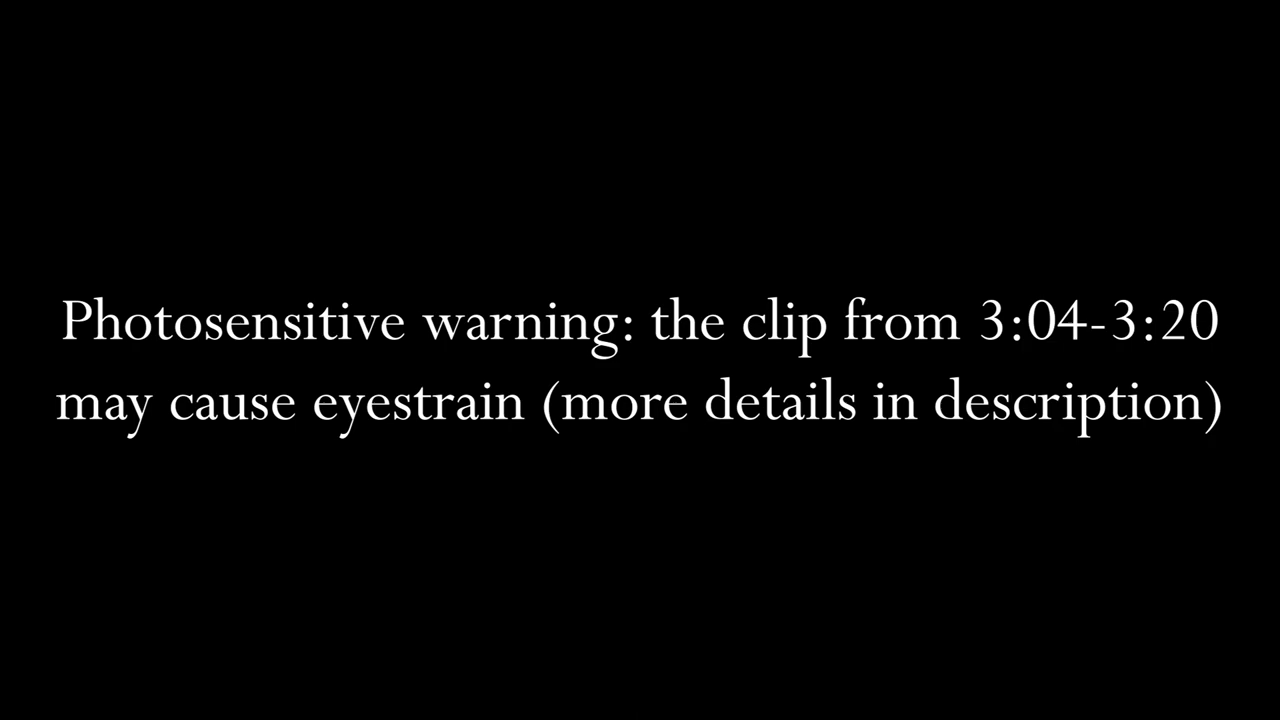 Photosensitive warning: the clip from 3:04-3:20
may cause eyestrain (more details in description)